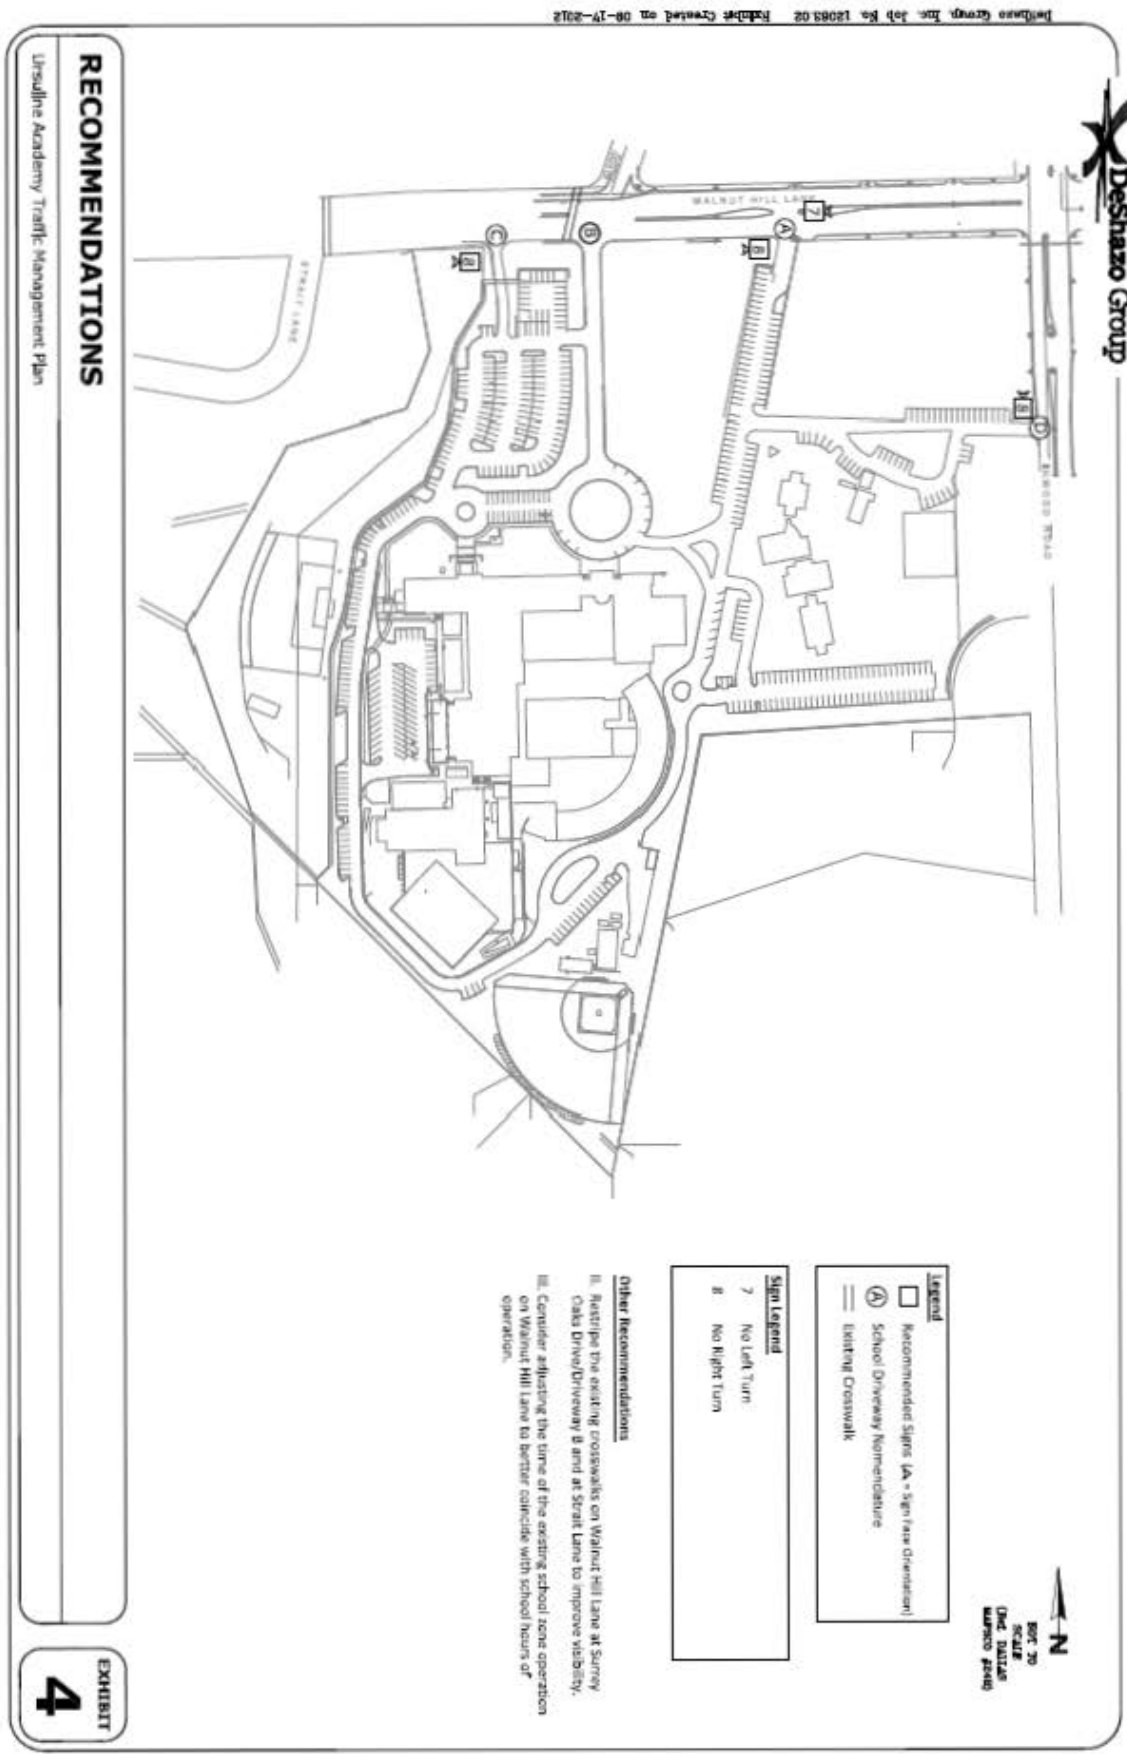 DeShazo Group
N
NOT TO
SCALE
DALLAS
MAPSCO
Legend
Recommended Signs (▲ = Sign Face Orientation)
A School Driveway Nomenclature
Existing Crosswalk
Sign Legend
7 No Left Turn
8 No Right Turn
Other Recommendations
II. Restripe the existing crosswalks on Walnut Hill Lane at Surrey
Oaks Drive/Driveway B and at Strait Lane to improve visibility.
III. Consider adjusting the time of the existing school zone operation
on Walnut Hill Lane to better coincide with school hours of
operation.
INWOOD ROAD
D
8
WALNUT HILL LANE
7
A
8
B
C
8
STRAIT LANE
RECOMMENDATIONS
Ursuline Academy Traffic Management Plan
EXHIBIT
4
DeShazo Group, Inc. Job No. Exhibit Created on 08-17-2012